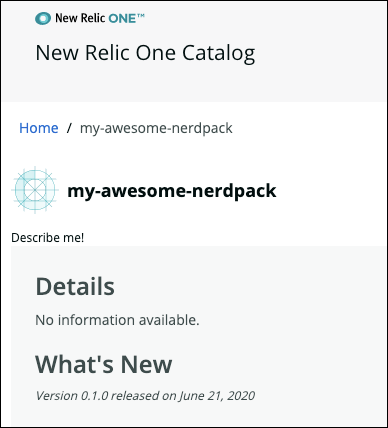 New Relic ONE™
New Relic One Catalog
Home / my-awesome-nerdpack
my-awesome-nerdpack
Describe me!
Details
No information available.
What's New
Version 0.1.0 released on June 21, 2020